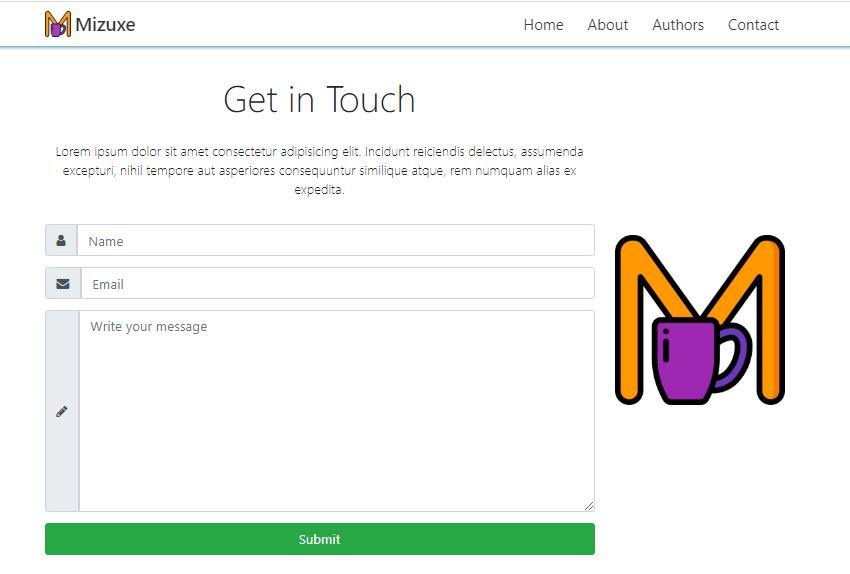 Mizuxe
Home About Authors Contact
Get in Touch
Lorem ipsum dolor sit amet consectetur adipisicing elit. Incidunt reiciendis delectus, assumenda
excepturi, nihil tempore aut asperiores consequuntur similique atque, rem numquam alias ex
expedita.
Name
Email
Write your message
Submit